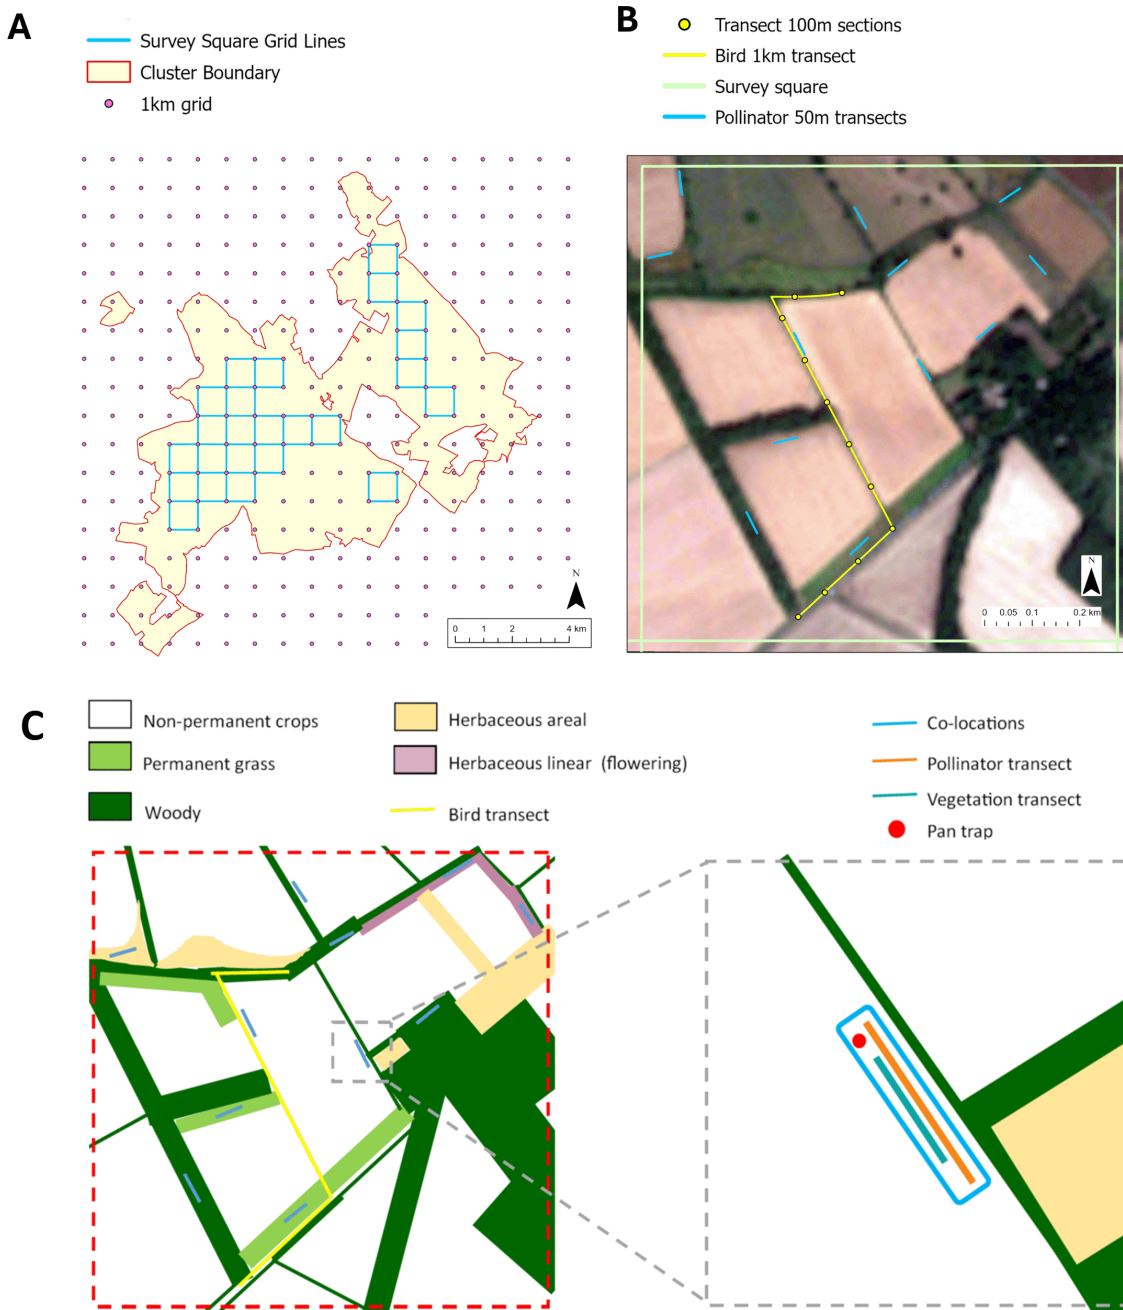 A
Survey Square Grid Lines
Cluster Boundary
1km grid
N
0 1 2 4 km
B
Transect 100m sections
Bird 1km transect
Survey square
Pollinator 50m transects
N
0 0.05 0.1 0.2 km
C
Non-permanent crops
Permanent grass
Woody
Herbaceous areal
Herbaceous linear (flowering)
Bird transect
Co-locations
Pollinator transect
Vegetation transect
Pan trap